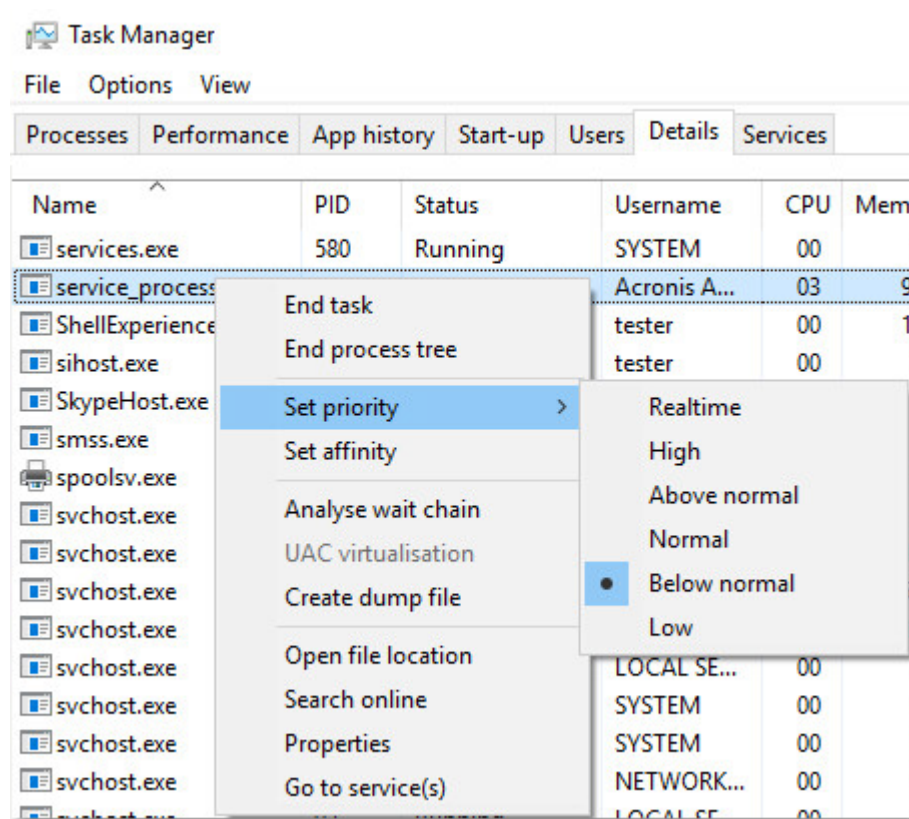 Task Manager
File Options View
Processes Performance App history Start-up Users Details Services
Name PID Status Username CPU Mem
services.exe 580 Running SYSTEM 00
service_process Acronis A... 03 9
ShellExperience tester 00 1
sihost.exe tester 00
SkypeHost.exe
smss.exe
spoolsv.exe
svchost.exe
svchost.exe
svchost.exe
svchost.exe
svchost.exe LOCAL SE... 00
svchost.exe SYSTEM 00
svchost.exe SYSTEM 00
svchost.exe NETWORK... 00
End task
End process tree
Set priority
Set affinity
Analyse wait chain
UAC virtualisation
Create dump file
Open file location
Search online
Properties
Go to service(s)
Realtime
High
Above normal
Normal
Below normal
Low